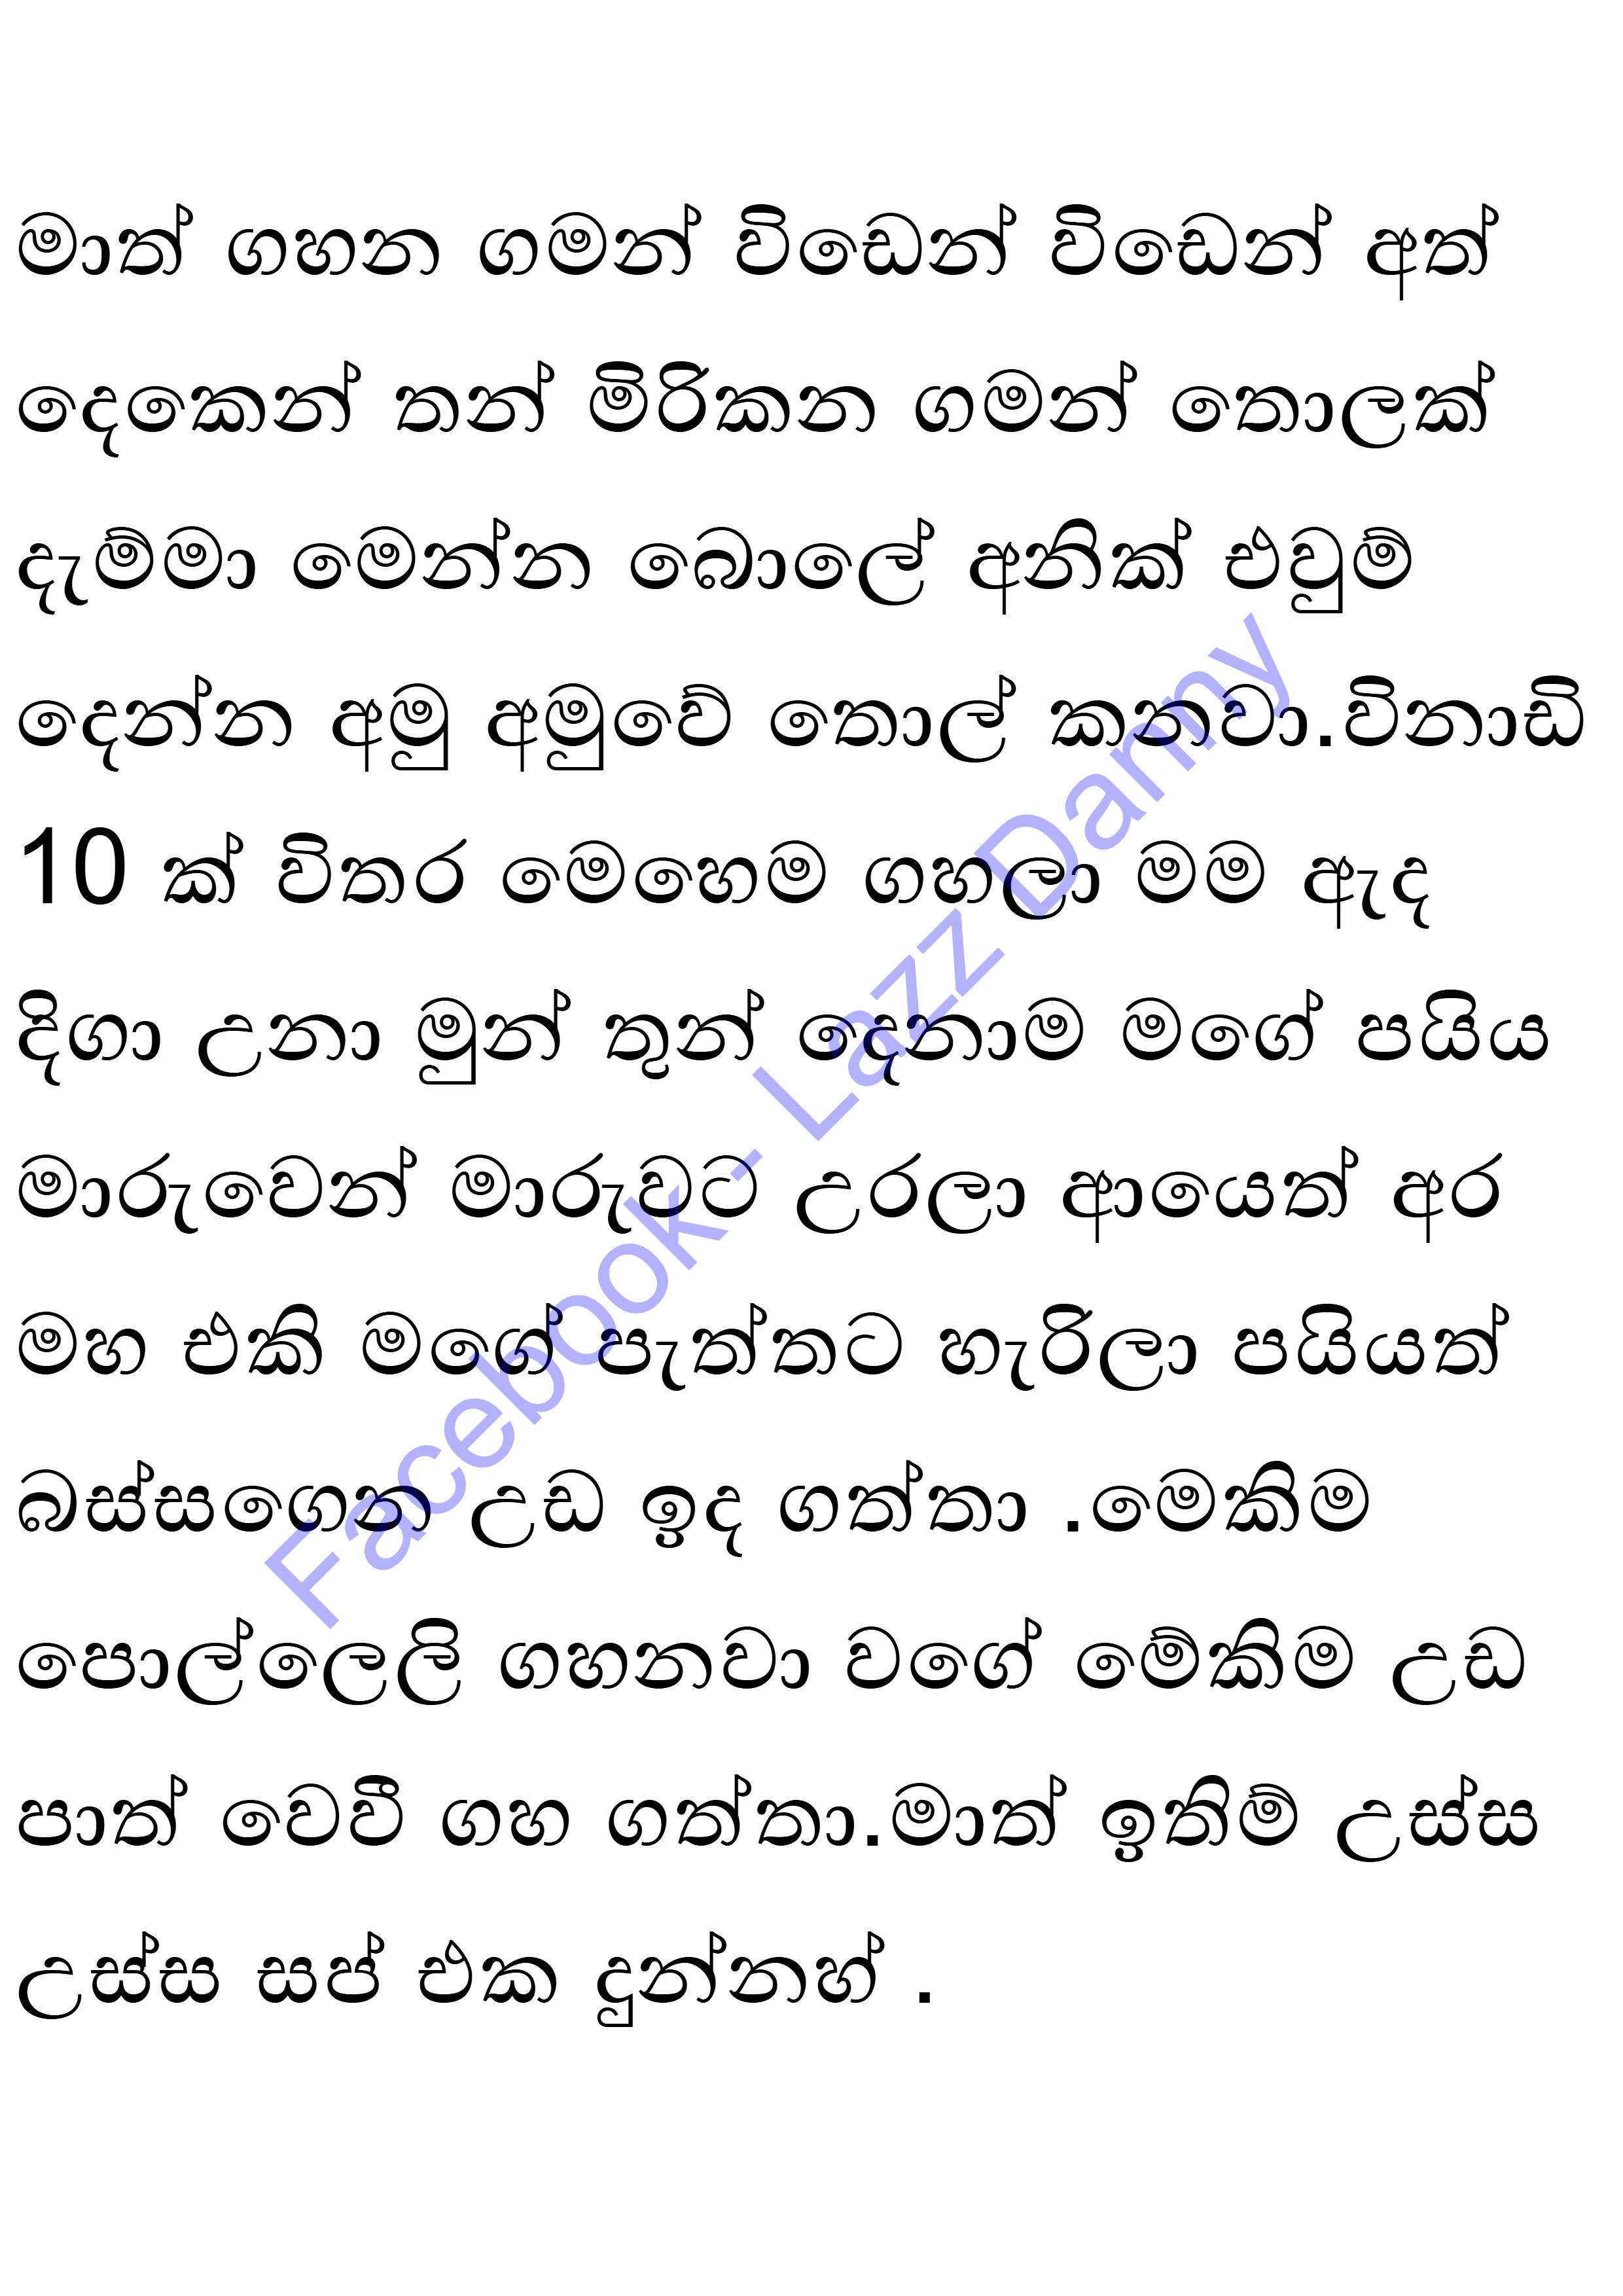 මාත් ගහන ගමන් විඩෙන් විඩෙන් අත්
දෙකෙන් තන් මිරිකන ගමන් තොලක්
දැම්මා මෙන්න බොලේ අනික් එවුම්
දෙන්න අමු අමුවේ තොල් කනවා.විනාඩි
10 ක් විතර මෙහෙම ගහලා මම ඇද
දිගා උනා මුන් තුන් දෙනාම මගේ පයිය
මාරුවෙන් මාරුවට උරලා ආයෙත් අර
මහ එකි මගේ පැත්තට හැරිලා පයියත්
බස්සගෙන උඩ ඉද ගත්තා .මෙකිම
පොල්ලෙලි ගහනවා වගේ මේකිම උඩ
පාත් වෙවී ගහ ගත්තා.මාත් ඉතිම් උස්ස
උස්ස සප් එක දුන්නහ් .
Facebook - Lazz Danny